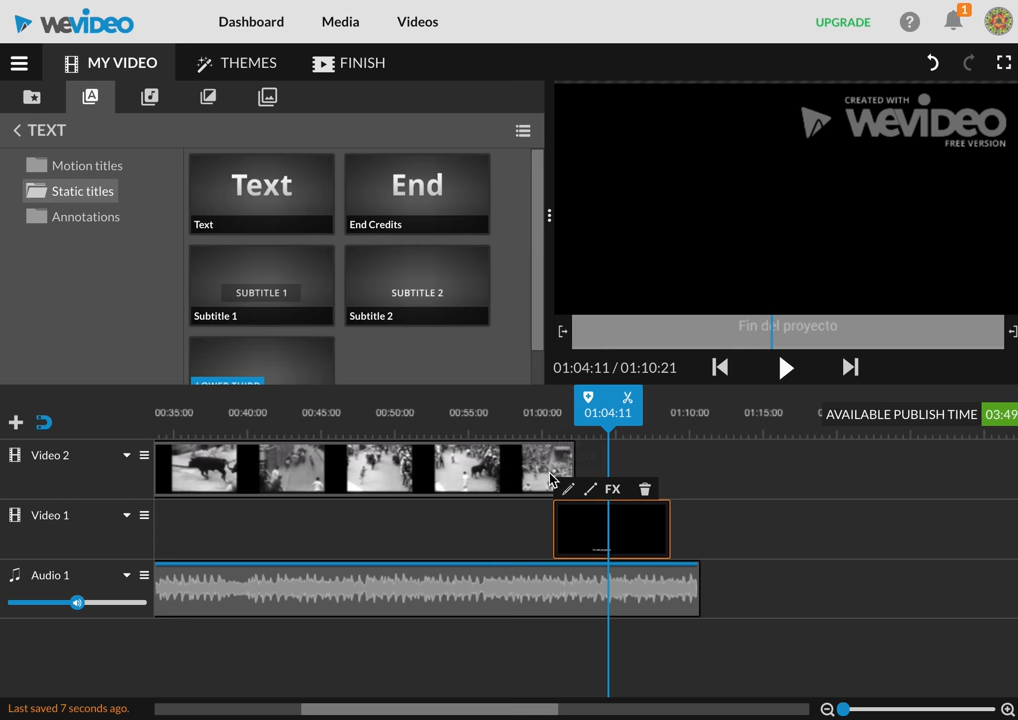 WEVIDEO
Dashboard
Media
Videos
UPGRADE
?
1
MY VIDEO
THEMES
FINISH
TEXT
Motion titles
Static titles
Annotations
Text
Text
End
End Credits
SUBTITLE 1
Subtitle 1
SUBTITLE 2
Subtitle 2
LOWER THIRD
CREATED WITH
WEVIDEO
FREE VERSION
Fin del proyecto
01:04:11 / 01:10:21
00:35:00
00:40:00
00:45:00
00:50:00
00:55:00
01:00:00
01:04:11
01:10:00
01:15:00
AVAILABLE PUBLISH TIME 03:49
Video 2
FX
Video 1
Audio 1
Last saved 7 seconds ago.